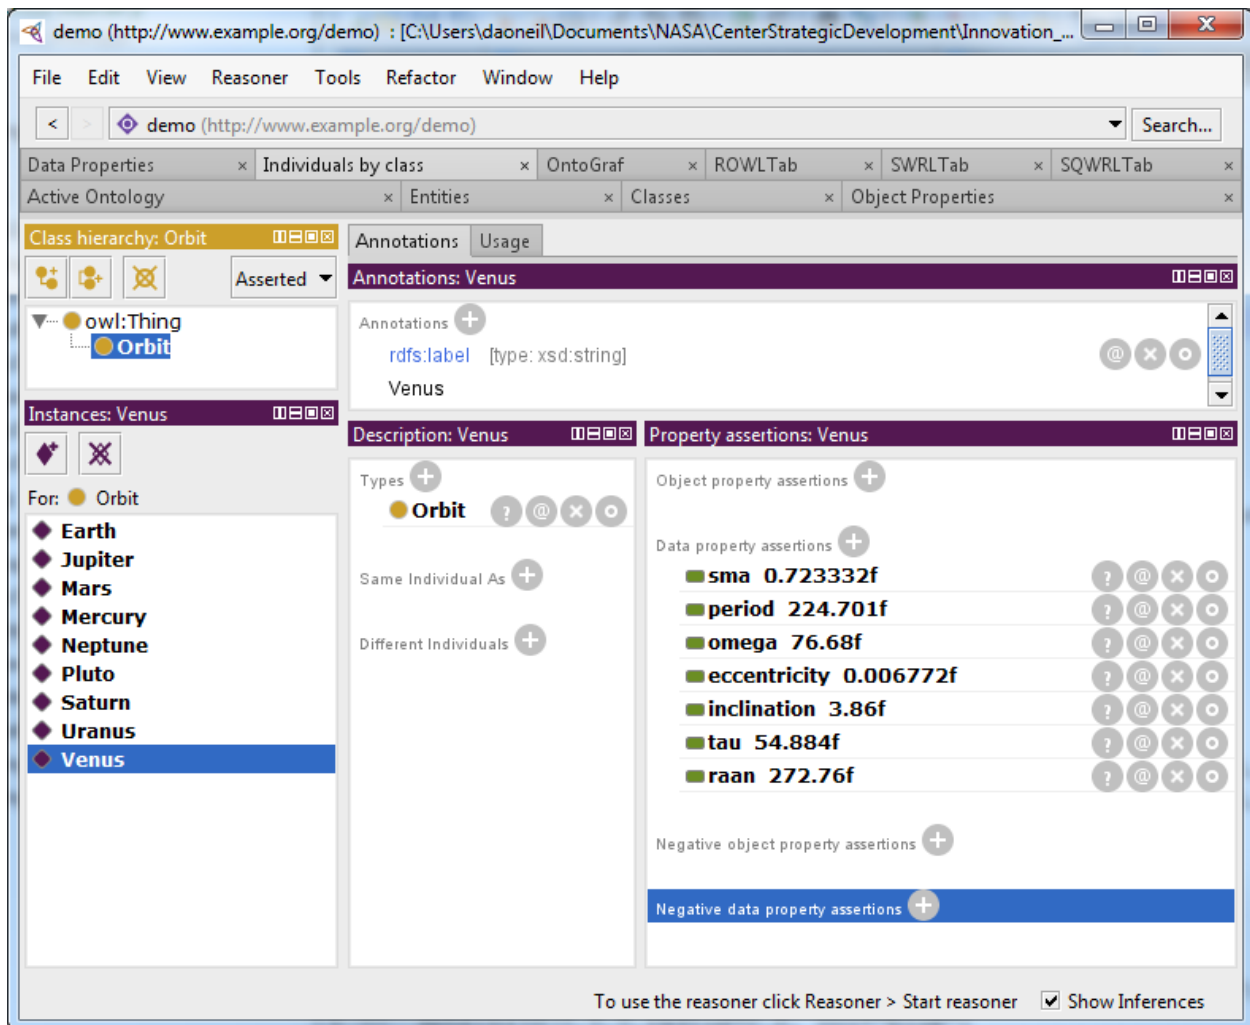 demo (http://www.example.org/demo) : [C:\Users\daoneil\Documents\NASA\CenterStrategicDevelopment\Innovation_...
File Edit View Reasoner Tools Refactor Window Help
demo (http://www.example.org/demo) Search...
Data Properties Individuals by class OntoGraf ROWLTab SWRLTab SQWRLTab
Active Ontology Entities Classes Object Properties
Class hierarchy: Orbit
Asserted
owl:Thing
Orbit
Instances: Venus
For: Orbit
Earth
Jupiter
Mars
Mercury
Neptune
Pluto
Saturn
Uranus
Venus
Annotations Usage
Annotations: Venus
Annotations
rdfs:label [type: xsd:string]
Venus
Description: Venus
Types
Orbit
Same Individual As
Different Individuals
Property assertions: Venus
Object property assertions
Data property assertions
sma 0.723332f
period 224.701f
omega 76.68f
eccentricity 0.006772f
inclination 3.86f
tau 54.884f
raan 272.76f
Negative object property assertions
Negative data property assertions
To use the reasoner click Reasoner > Start reasoner Show Inferences